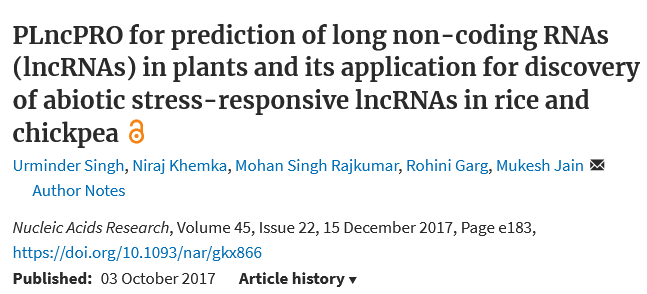 PLncPRO for prediction of long non-coding RNAs
(lncRNAs) in plants and its application for discovery
of abiotic stress-responsive lncRNAs in rice and
chickpea
Urminder Singh, Niraj Khemka, Mohan Singh Rajkumar, Rohini Garg, Mukesh Jain
Author Notes
Nucleic Acids Research, Volume 45, Issue 22, 15 December 2017, Page e183,
https://doi.org/10.1093/nar/gkx866
Published: 03 October 2017 Article history